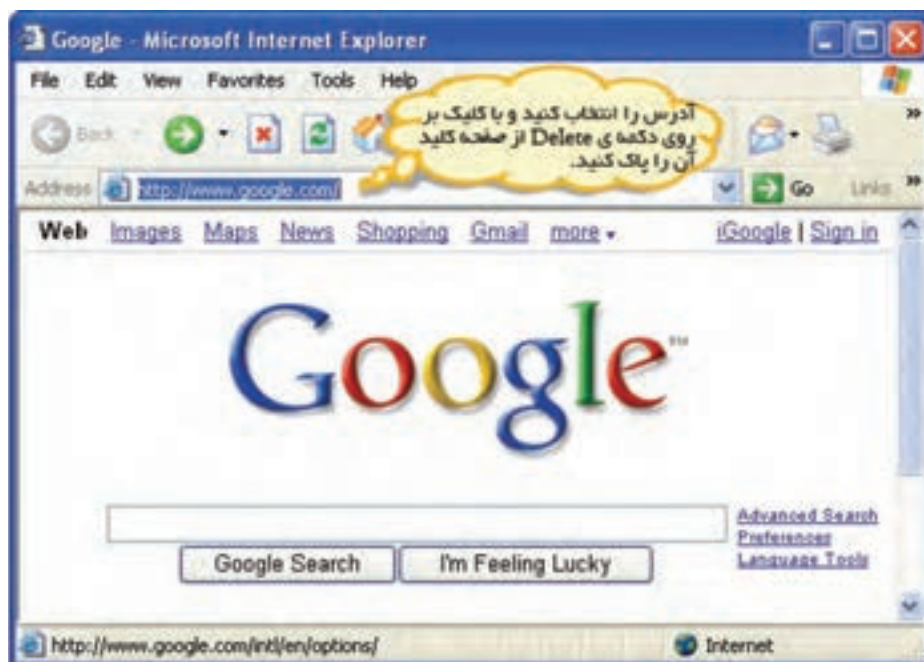 Google - Microsoft Internet Explorer
File Edit View Favorites Tools Help
آدرس را انتخاب کنید و با کلیک بر
روی دکمه ی Delete از صفحه کلید
آن را پاک کنید.
Back
Address http://www.google.com/ Go Links
Web Images Maps News Shopping Gmail more iGoogle | Sign in
Google™
Advanced Search
Preferences
Language Tools
Google Search I'm Feeling Lucky
http://www.google.com/intl/en/options/ Internet